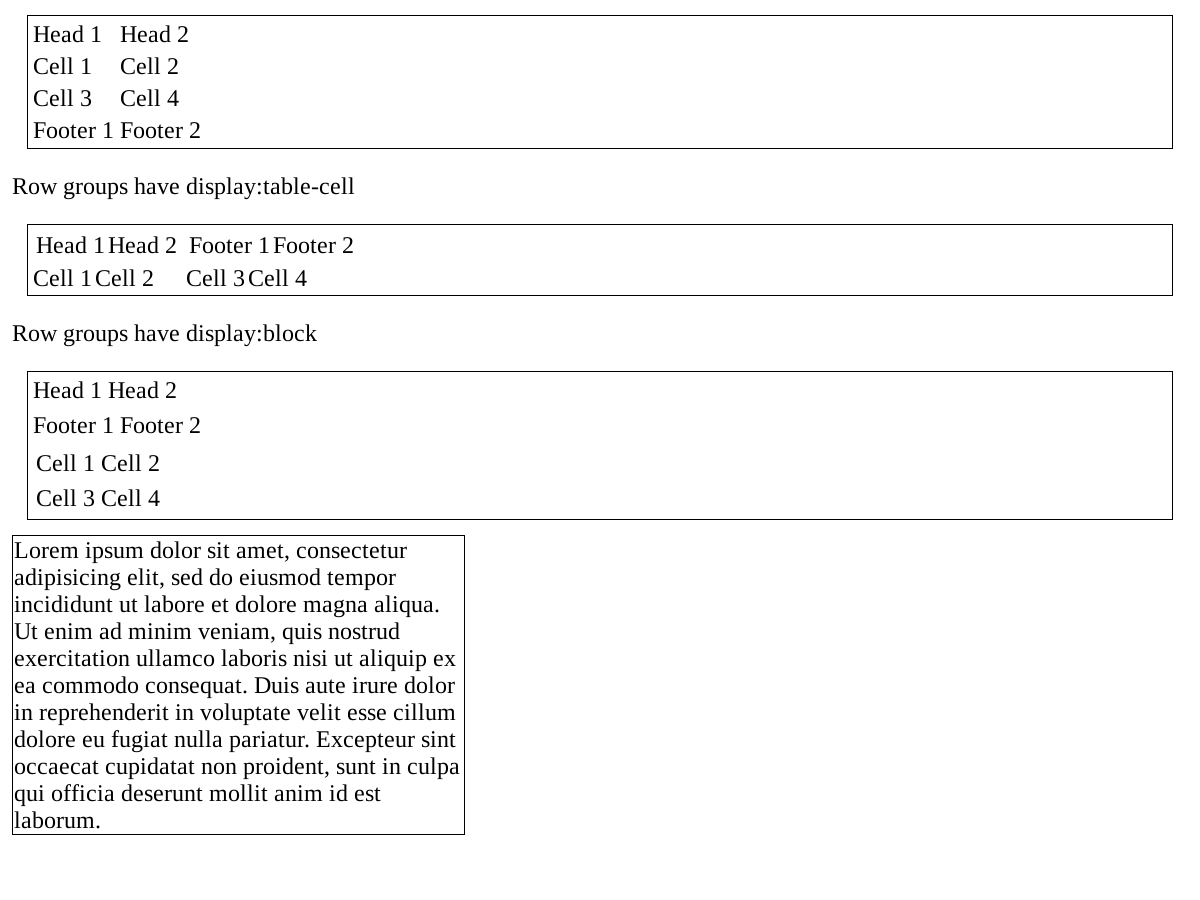 Head 1 Head 2
Cell 1 Cell 2
Cell 3 Cell 4
Footer 1 Footer 2
Row groups have display:table-cell
Head 1 Head 2 Footer 1 Footer 2
Cell 1 Cell 2 Cell 3 Cell 4
Row groups have display:block
Head 1 Head 2
Footer 1 Footer 2
Cell 1 Cell 2
Cell 3 Cell 4
Lorem ipsum dolor sit amet, consectetur
adipisicing elit, sed do eiusmod tempor
incididunt ut labore et dolore magna aliqua.
Ut enim ad minim veniam, quis nostrud
exercitation ullamco laboris nisi ut aliquip ex
ea commodo consequat. Duis aute irure dolor
in reprehenderit in voluptate velit esse cillum
dolore eu fugiat nulla pariatur. Excepteur sint
occaecat cupidatat non proident, sunt in culpa
qui officia deserunt mollit anim id est
laborum.